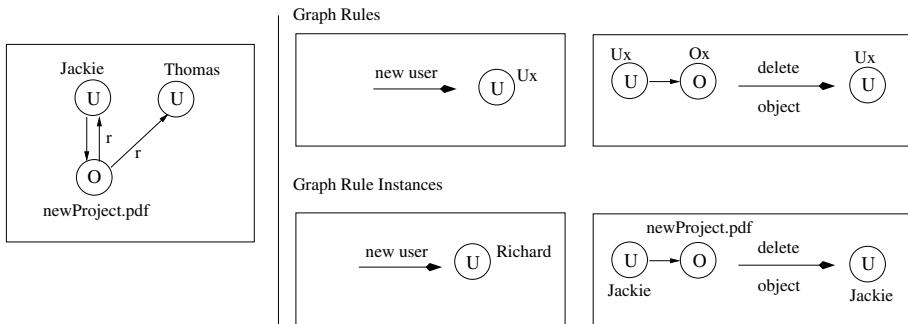 Jackie
Thomas
U
U
r
r
O
newProject.pdf
Graph Rules
new user
U
Ux
Ux
Ox
U
O
delete
object
Ux
U
Graph Rule Instances
new user
U
Richard
newProject.pdf
U
O
Jackie
delete
object
U
Jackie